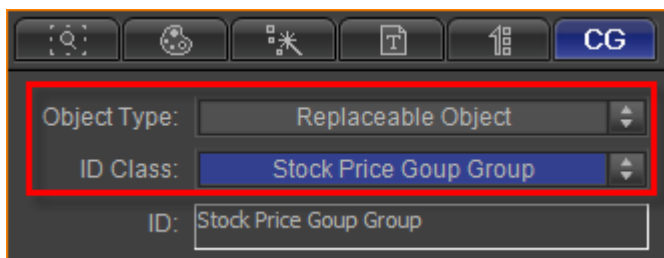 T CG
Object Type: Replaceable Object
ID Class: Stock Price Goup Group
ID: Stock Price Goup Group